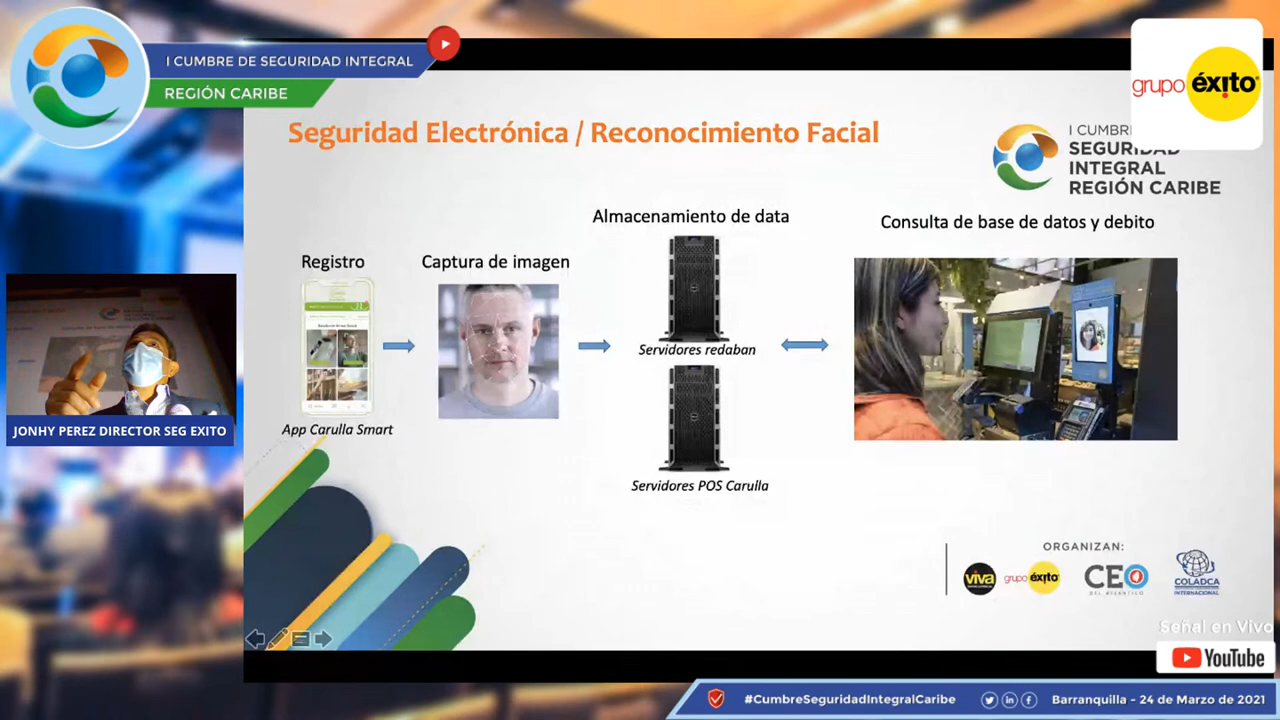 I CUMBRE DE SEGURIDAD INTEGRAL
REGIÓN CARIBE
grupo éxito
Seguridad Electrónica / Reconocimiento Facial
I CUMBRE
SEGURIDAD
INTEGRAL
REGIÓN CARIBE
Almacenamiento de data
Consulta de base de datos y debito
Registro
Captura de imagen
Servidores redaban
App Carulla Smart
Servidores POS Carulla
JONHY PEREZ DIRECTOR SEG EXITO
ORGANIZAN:
viva
grupo éxito
CEO
DEL ATLÁNTICO
COLADCA
INTERNACIONAL
Señal en Vivo
YouTube
#CumbreSeguridadIntegralCaribe
Barranquilla - 24 de Marzo de 2021